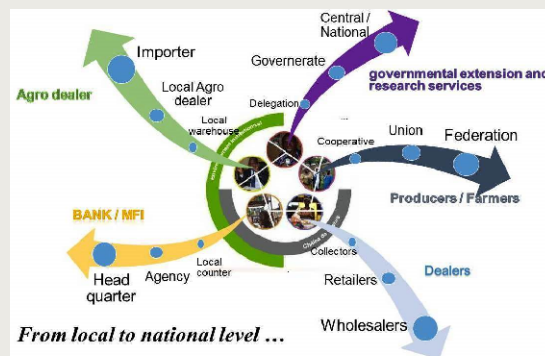 Central /
National
Importer
Governerate
governmental extension and
research services
Agro dealer
Local Agro
dealer
Delegation
Local
warehouse
Cooperative
Union
Federation
Producers / Farmers
BANK / MFI
Local
counter
Agency
Head
quarter
Collectors
Dealers
Retailers
Wholesalers
From local to national level ...